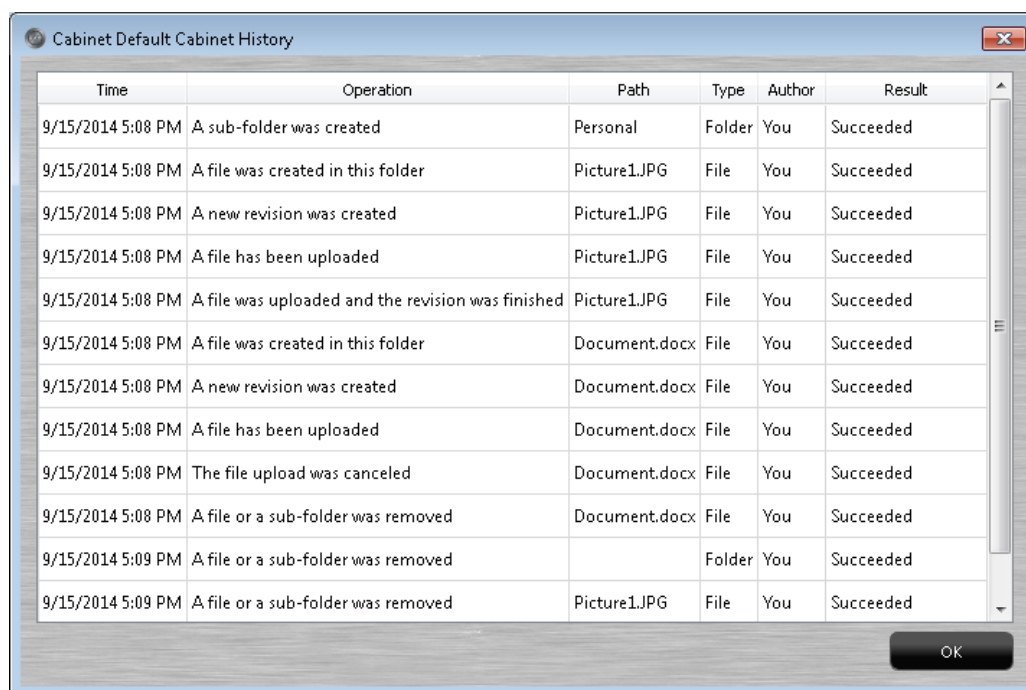 Cabinet Default Cabinet History
Time Operation Path Type Author Result
9/15/2014 5:08 PM A sub-folder was created Personal Folder You Succeeded
9/15/2014 5:08 PM A file was created in this folder Picture1.JPG File You Succeeded
9/15/2014 5:08 PM A new revision was created Picture1.JPG File You Succeeded
9/15/2014 5:08 PM A file has been uploaded Picture1.JPG File You Succeeded
9/15/2014 5:08 PM A file was uploaded and the revision was finished Picture1.JPG File You Succeeded
9/15/2014 5:08 PM A file was created in this folder Document.docx File You Succeeded
9/15/2014 5:08 PM A new revision was created Document.docx File You Succeeded
9/15/2014 5:08 PM A file has been uploaded Document.docx File You Succeeded
9/15/2014 5:08 PM The file upload was canceled Document.docx File You Succeeded
9/15/2014 5:08 PM A file or a sub-folder was removed Document.docx File You Succeeded
9/15/2014 5:09 PM A file or a sub-folder was removed Folder You Succeeded
9/15/2014 5:09 PM A file or a sub-folder was removed Picture1.JPG File You Succeeded
OK